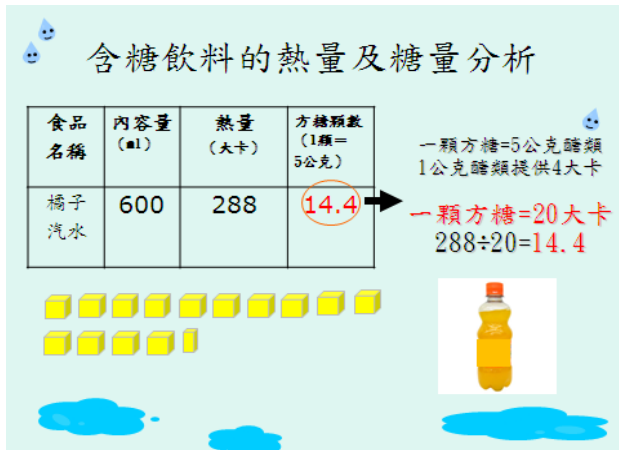 含糖飲料的熱量及糖量分析
食品
名稱
內容量
(ml)
熱量
(大卡)
方糖顆數
(1顆=
5公克)
橘子
汽水
600
288
14.4
一顆方糖=5公克醣類
1公克醣類提供4大卡
一顆方糖=20大卡
288÷20=14.4